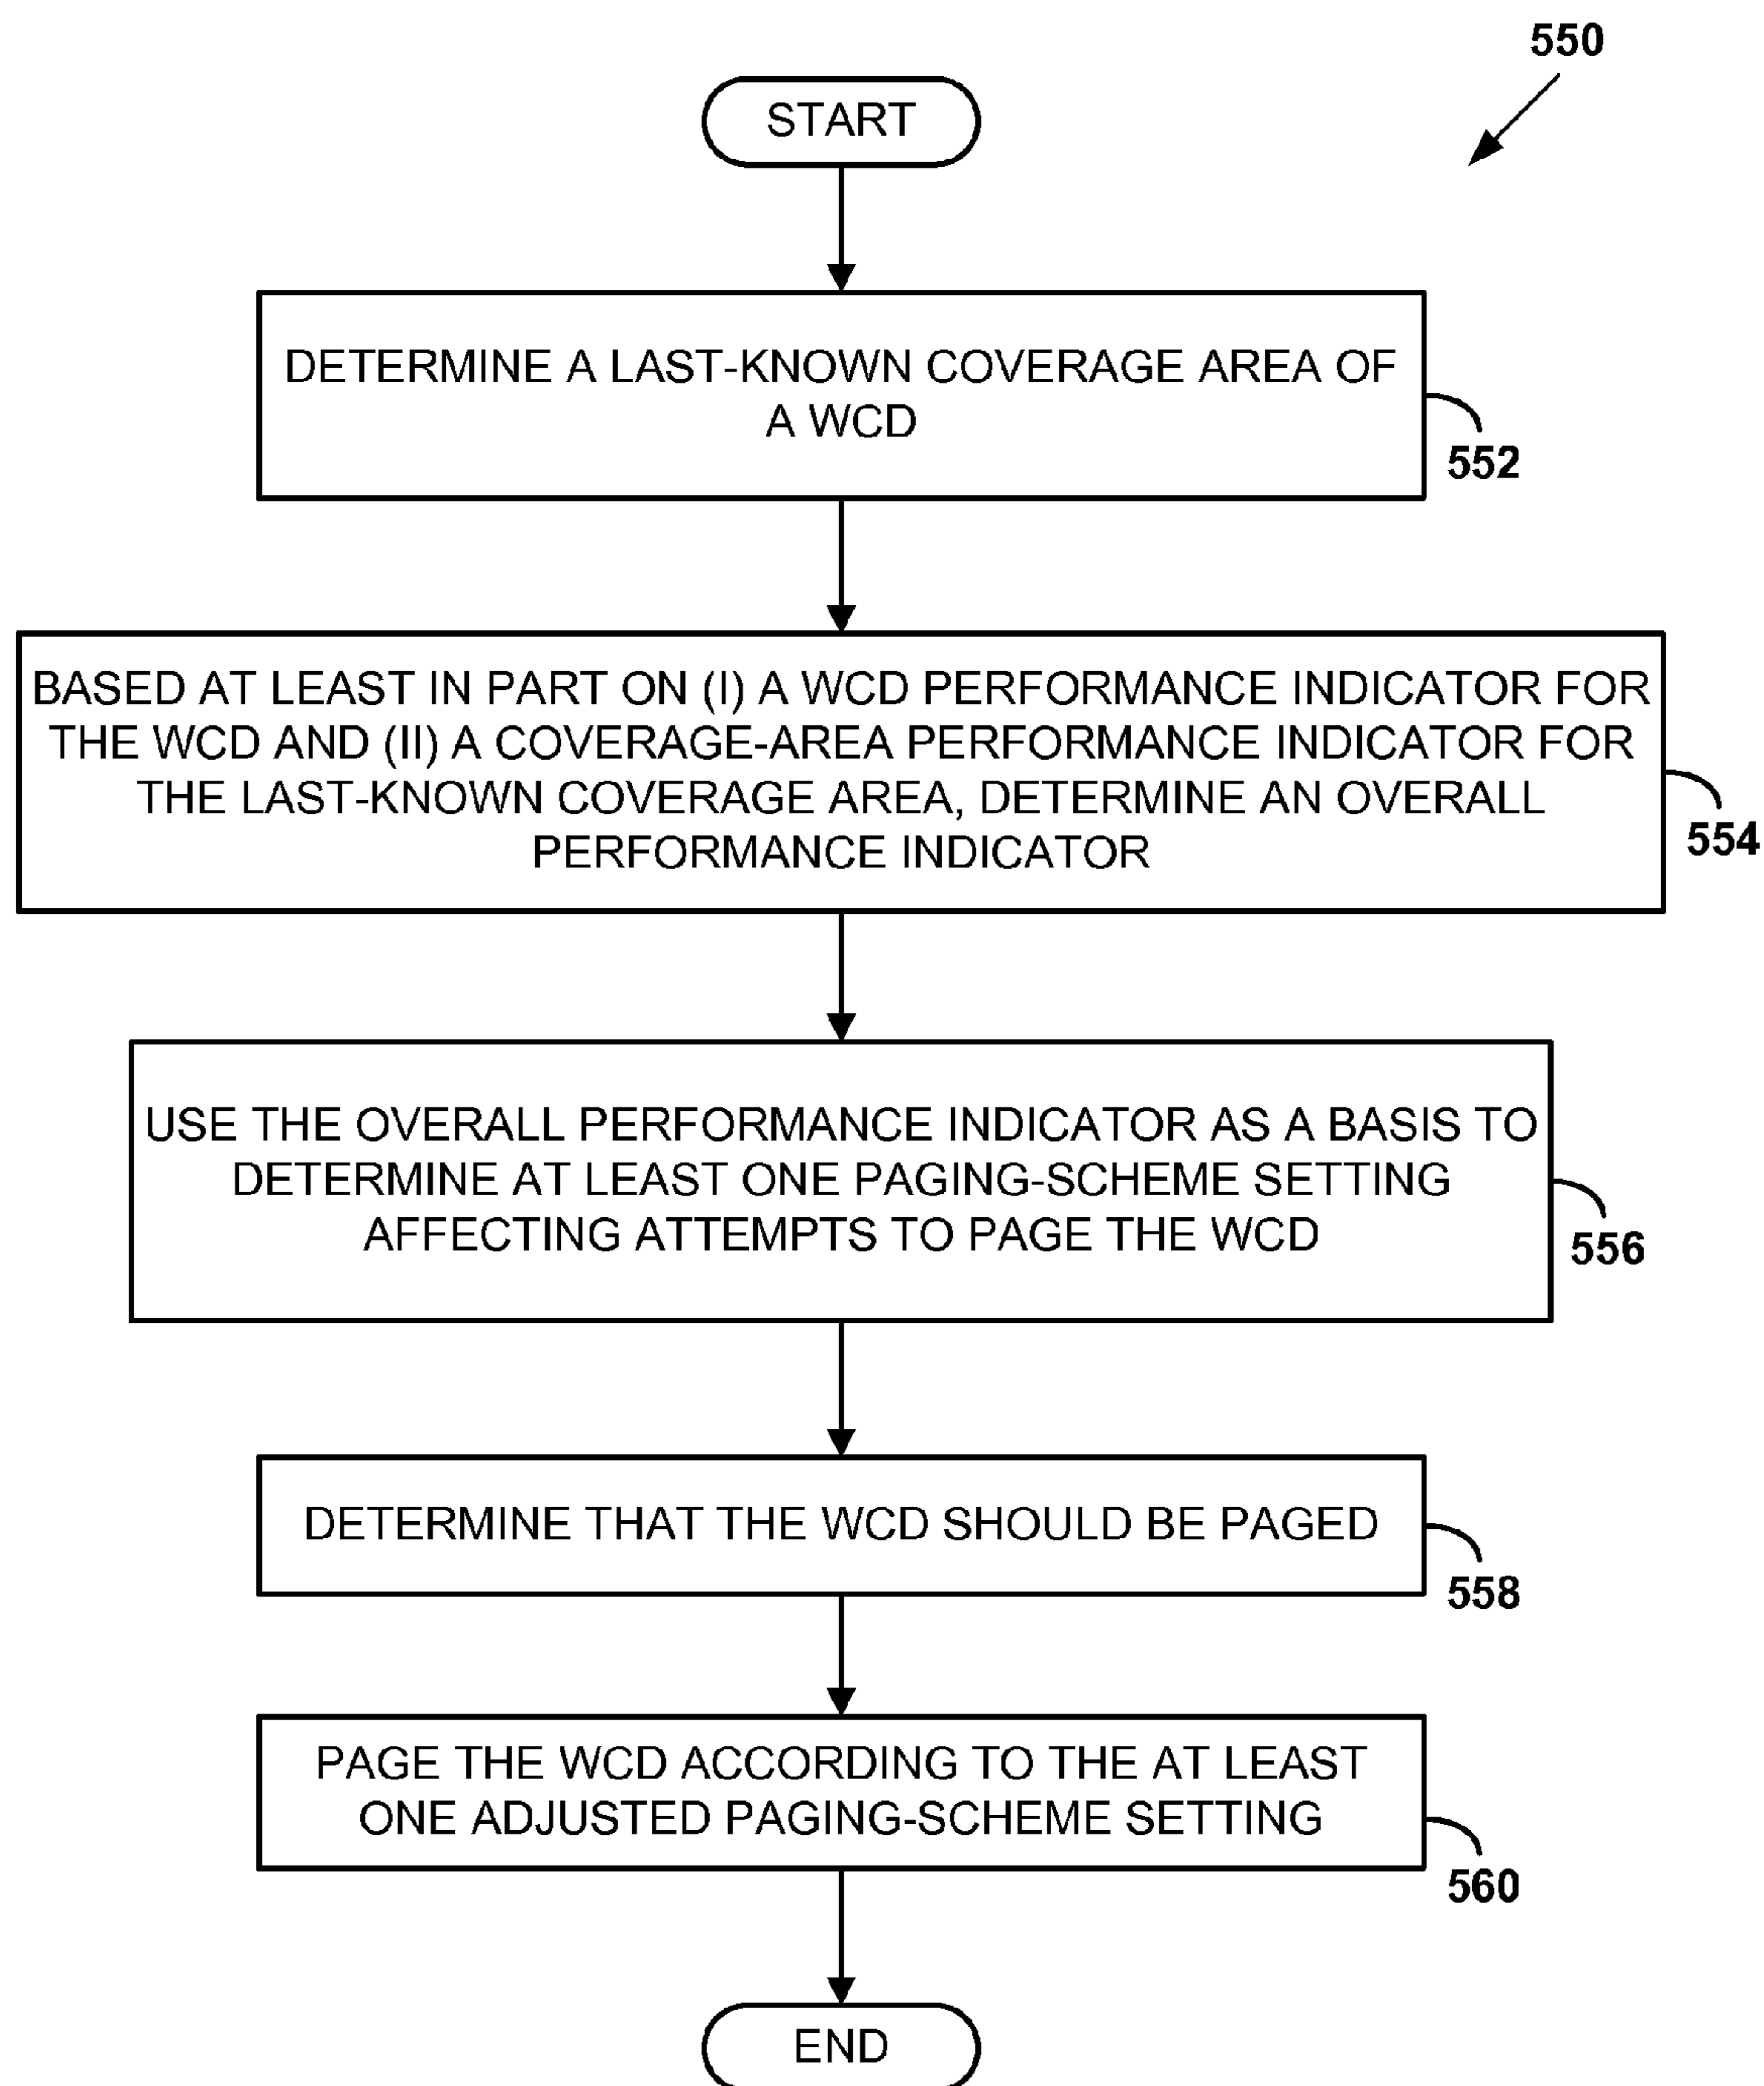 550
START
DETERMINE A LAST-KNOWN COVERAGE AREA OF
A WCD
552
BASED AT LEAST IN PART ON (I) A WCD PERFORMANCE INDICATOR FOR
THE WCD AND (II) A COVERAGE-AREA PERFORMANCE INDICATOR FOR
THE LAST-KNOWN COVERAGE AREA, DETERMINE AN OVERALL
PERFORMANCE INDICATOR
554
USE THE OVERALL PERFORMANCE INDICATOR AS A BASIS TO
DETERMINE AT LEAST ONE PAGING-SCHEME SETTING
AFFECTING ATTEMPTS TO PAGE THE WCD
556
DETERMINE THAT THE WCD SHOULD BE PAGED
558
PAGE THE WCD ACCORDING TO THE AT LEAST
ONE ADJUSTED PAGING-SCHEME SETTING
560
END